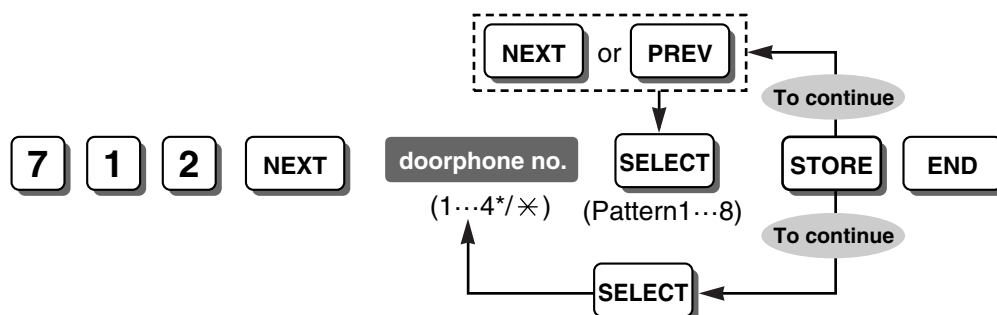 NEXT or PREV
To continue
7 1 2 NEXT doorphone no. SELECT STORE END
(1···4*/✳) (Pattern1···8)
To continue
SELECT